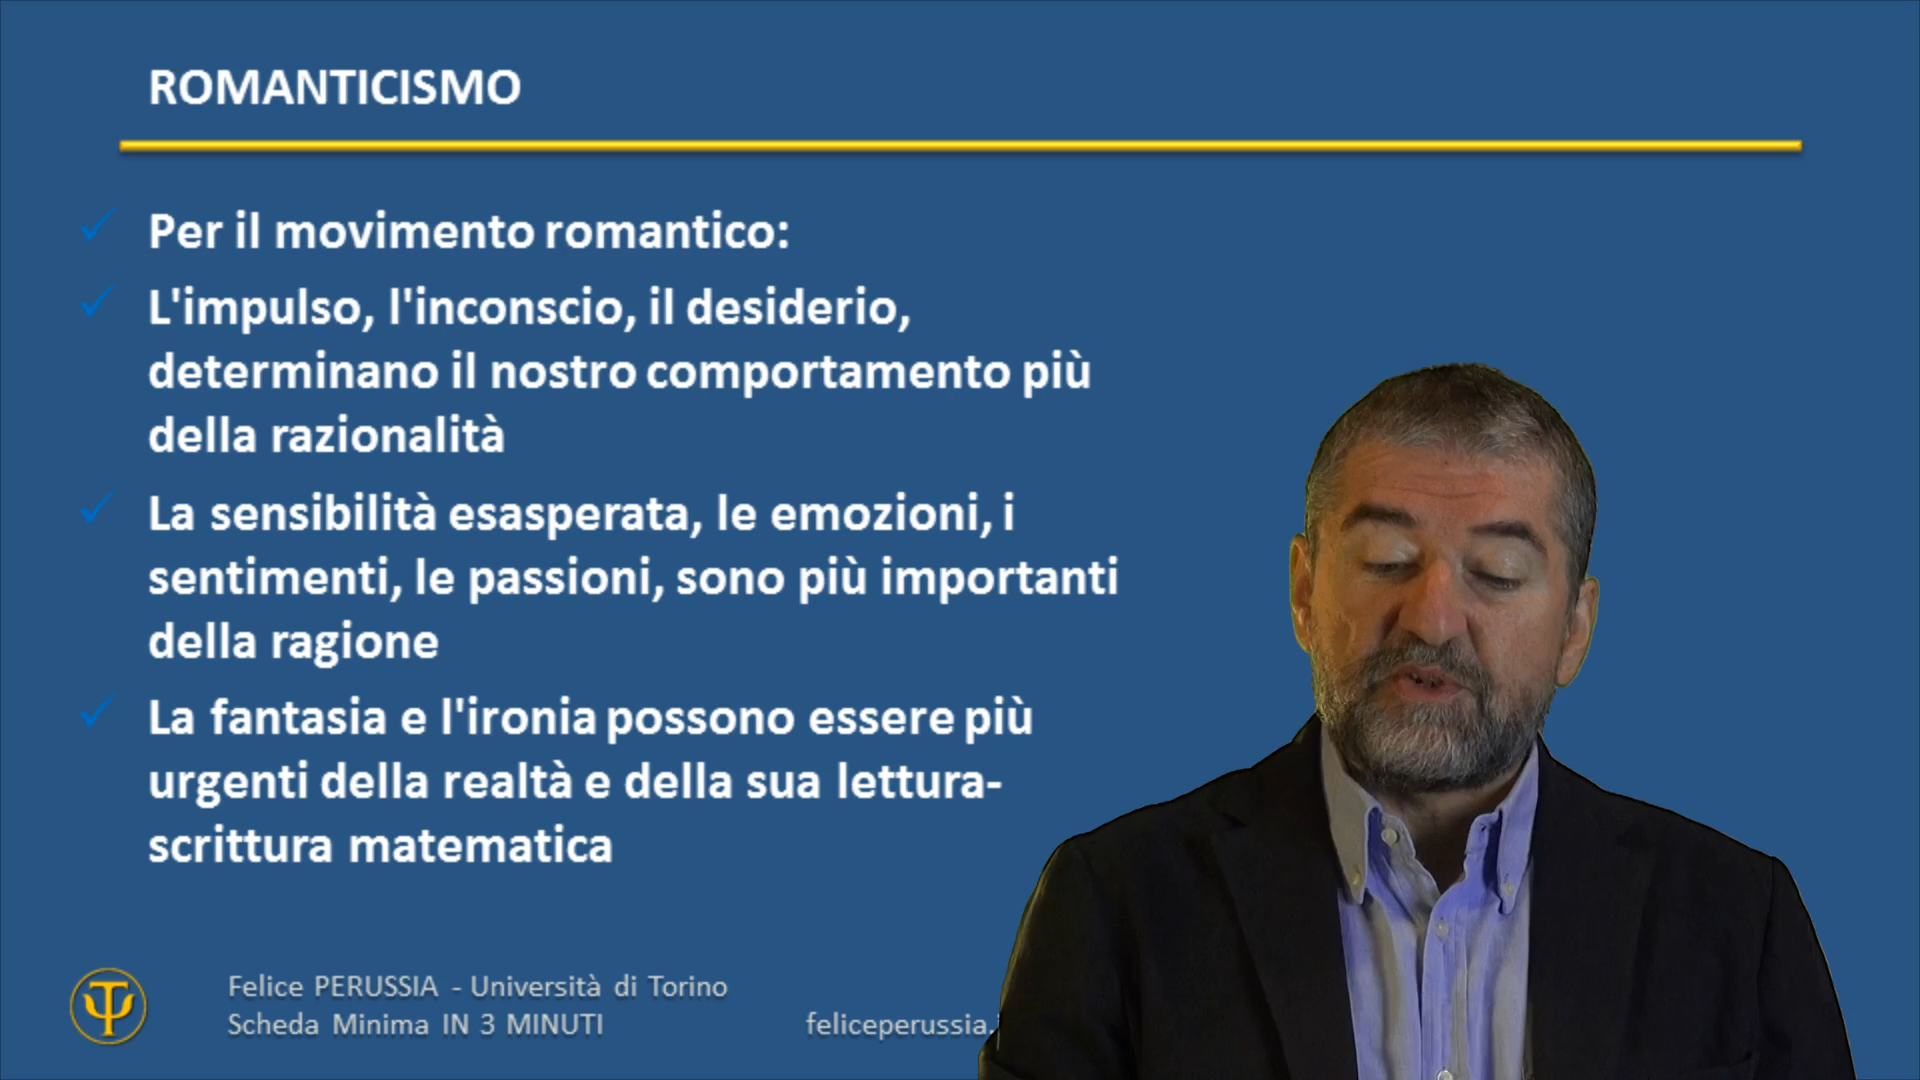 ROMANTICISMO
Per il movimento romantico:
L'impulso, l'inconscio, il desiderio,
determinano il nostro comportamento più
della razionalità
La sensibilità esasperata, le emozioni, i
sentimenti, le passioni, sono più importanti
della ragione
La fantasia e l'ironia possono essere più
urgenti della realtà e della sua lettura-
scrittura matematica
Felice PERUSSIA - Università di Torino
Scheda Minima IN 3 MINUTI
feliceperussia.